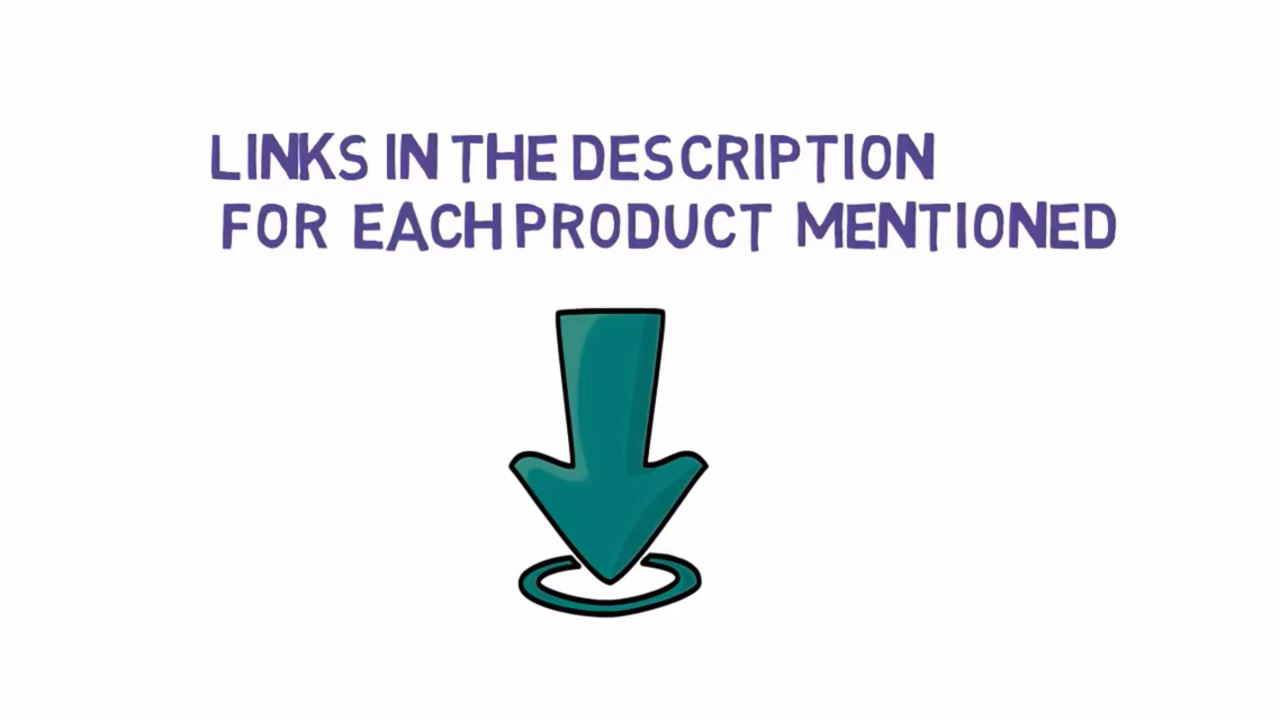 LINKS IN THE DESCRIPTION
FOR EACH PRODUCT MENTIONED